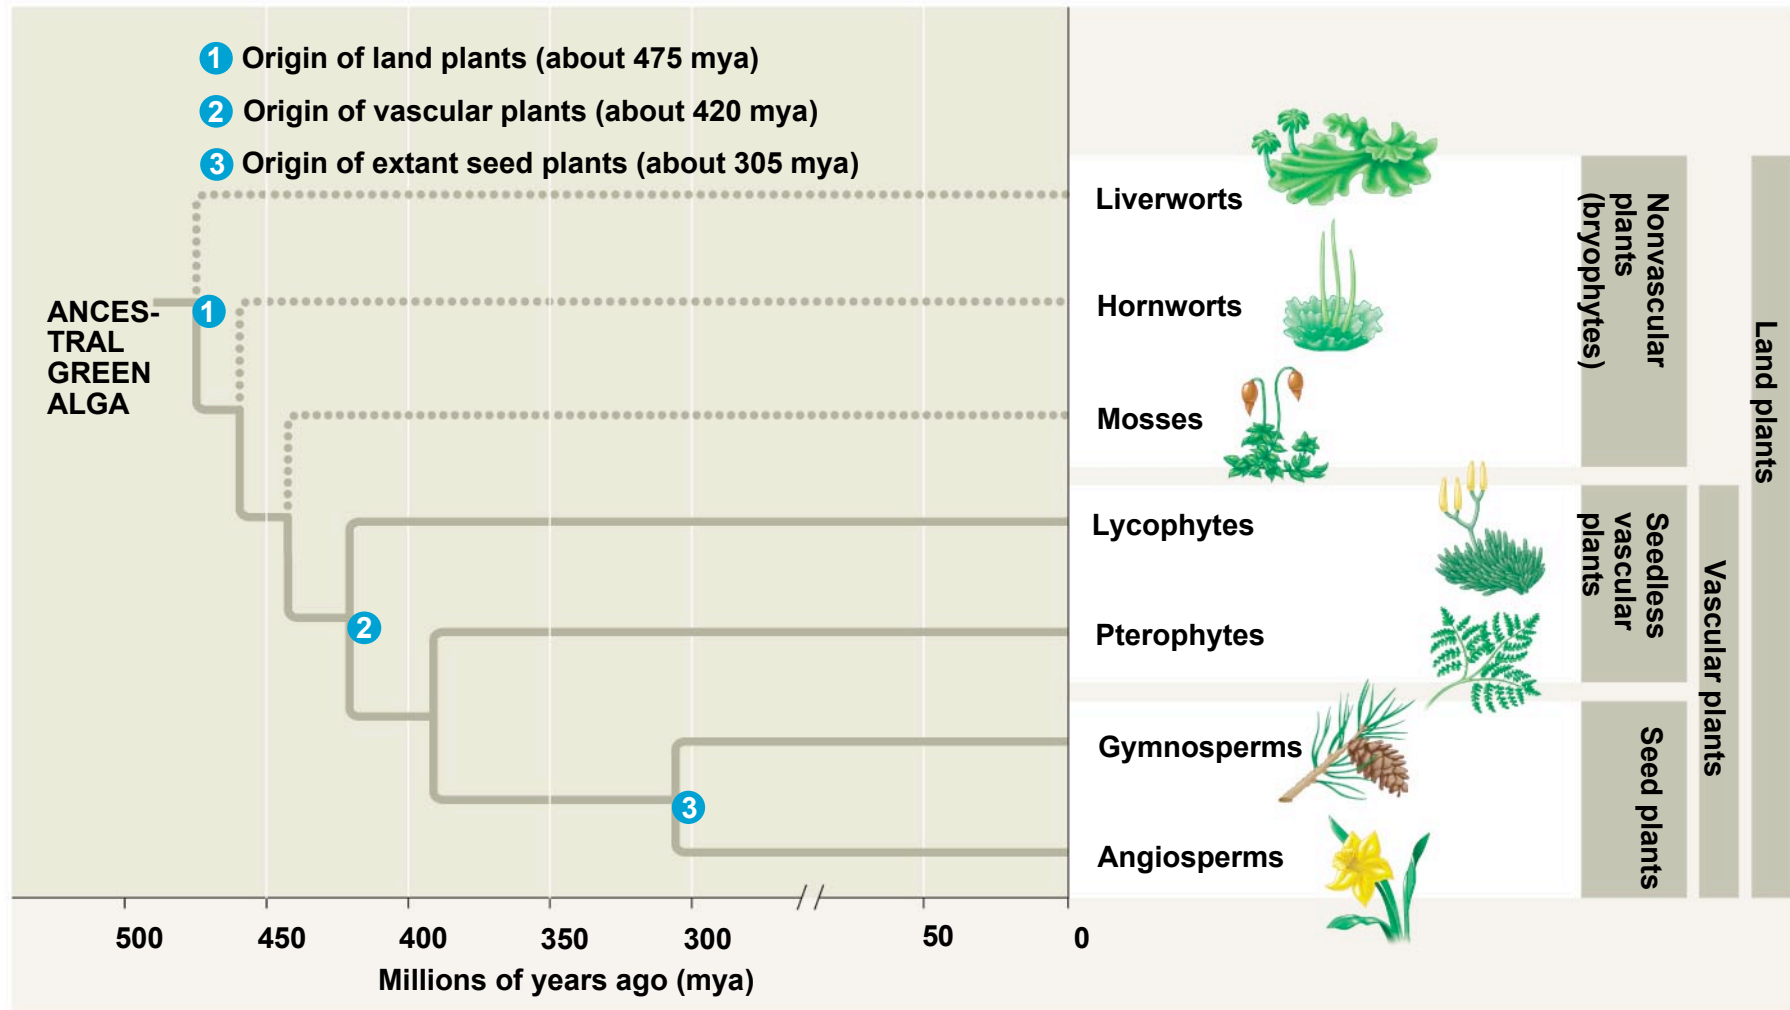 1 Origin of land plants (about 475 mya)
2 Origin of vascular plants (about 420 mya)
3 Origin of extant seed plants (about 305 mya)
ANCES-
TRAL
GREEN
ALGA
1
2
3
Liverworts
Hornworts
Mosses
Lycophytes
Pterophytes
Gymnosperms
Angiosperms
Nonvascular
plants
(bryophytes)
Seedless
vascular
plants
Seed plants
Vascular plants
Land plants
500 450 400 350 300 50 0
Millions of years ago (mya)